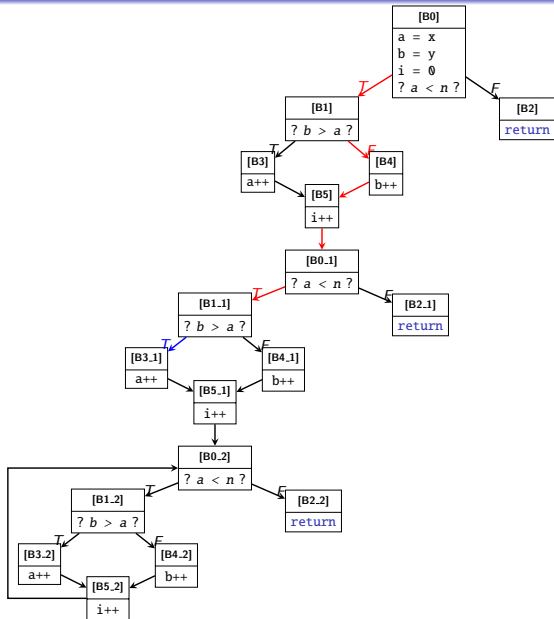 [B0]
a = x
b = y
i = 0
? a < n ?
T
F
[B1]
? b > a ?
[B2]
return
T
F
[B3]
a++
[B4]
b++
[B5]
i++
[B0_1]
? a < n ?
T
F
[B1_1]
? b > a ?
[B2_1]
return
T
F
[B3_1]
a++
[B4_1]
b++
[B5_1]
i++
[B0_2]
? a < n ?
T
F
[B1_2]
? b > a ?
[B2_2]
return
T
F
[B3_2]
a++
[B4_2]
b++
[B5_2]
i++